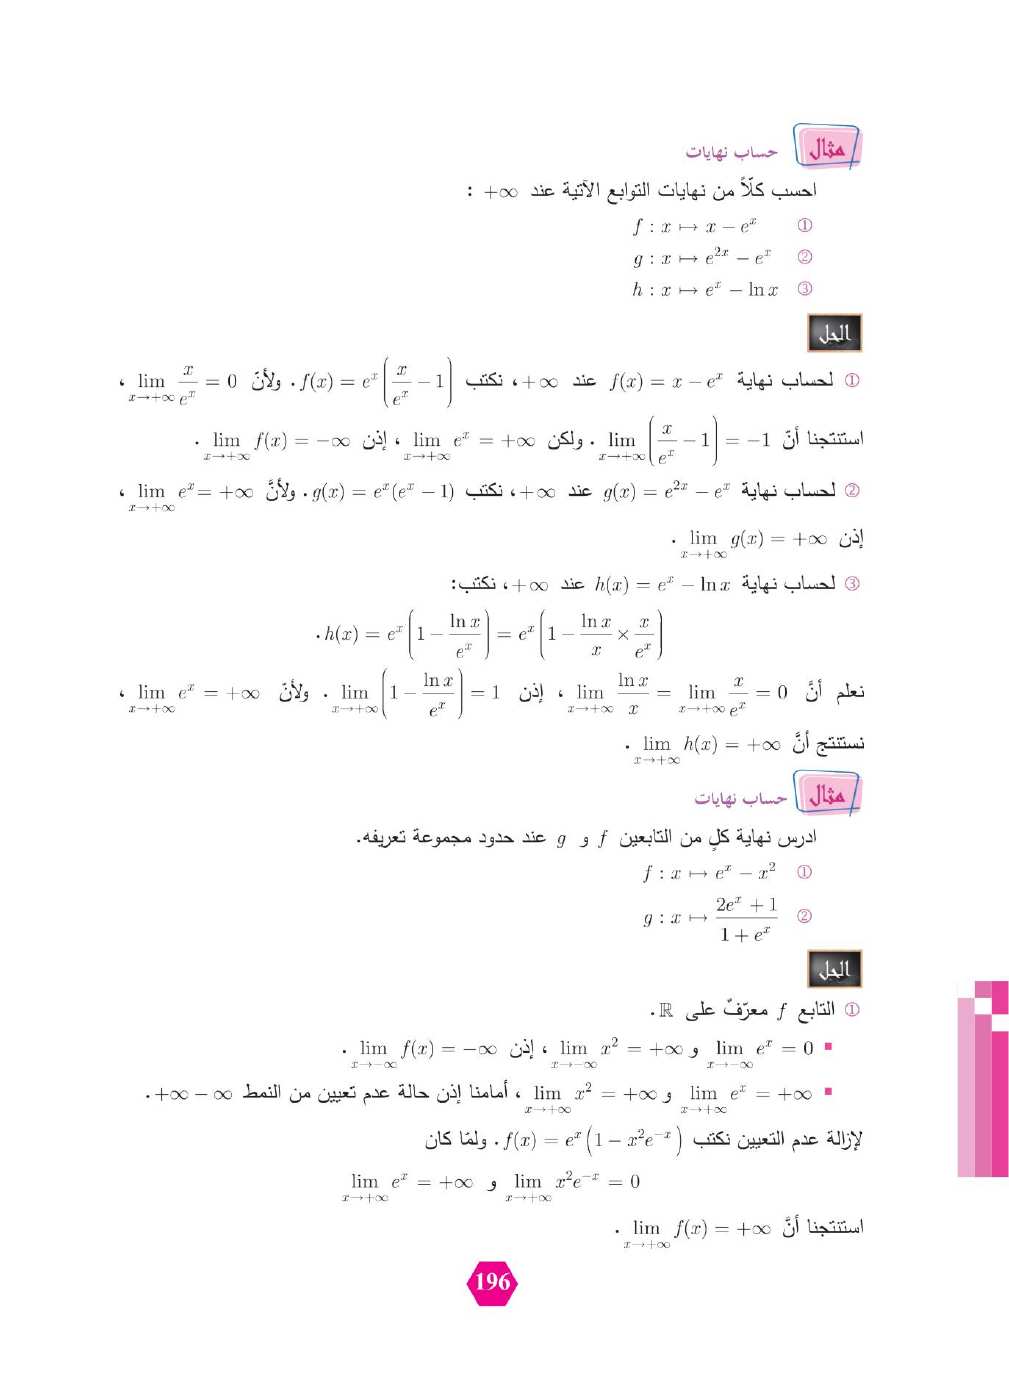 مثال حساب نهايات
احسب كلّاً من نهايات التوابع الآتية عند +∞ :
① f : x ↦ x − e^x
② g : x ↦ e^{2x} − e^x
③ h : x ↦ e^x − ln x
الحل
① لحساب نهاية f(x) = x − e^x عند +∞، نكتب f(x) = e^x (x/e^x − 1). ولأنّ lim_{x→+∞} x/e^x = 0 ،
استنتجنا أنّ lim_{x→+∞} (x/e^x − 1) = −1. ولكن lim_{x→+∞} e^x = +∞ ، إذن lim_{x→+∞} f(x) = −∞ .
② لحساب نهاية g(x) = e^{2x} − e^x عند +∞، نكتب g(x) = e^x(e^x − 1). ولأنَّ lim_{x→+∞} e^x = +∞ ،
إذن lim_{x→+∞} g(x) = +∞ .
③ لحساب نهاية h(x) = e^x − ln x عند +∞، نكتب:
h(x) = e^x (1 − ln x/e^x) = e^x (1 − ln x/x × x/e^x).
نعلم أنَّ lim_{x→+∞} ln x/x = lim_{x→+∞} x/e^x = 0 ، إذن lim_{x→+∞} (1 − ln x/e^x) = 1 . ولأنّ lim_{x→+∞} e^x = +∞ ،
نستنتج أنَّ lim_{x→+∞} h(x) = +∞ .
مثال حساب نهايات
ادرس نهاية كلٍ من التابعين f و g عند حدود مجموعة تعريفه.
① f : x ↦ e^x − x^2
② g : x ↦ (2e^x + 1)/(1 + e^x)
الحل
① التابع f معرّفٌ على ℝ.
▪ lim_{x→−∞} e^x = 0 و lim_{x→−∞} x^2 = +∞ ، إذن lim_{x→−∞} f(x) = −∞ .
▪ lim_{x→+∞} e^x = +∞ و lim_{x→+∞} x^2 = +∞ ، أمامنا إذن حالة عدم تعيين من النمط +∞ − ∞.
لإزالة عدم التعيين نكتب f(x) = e^x (1 − x^2 e^{−x}). ولمّا كان
lim_{x→+∞} e^x = +∞ و lim_{x→+∞} x^2 e^{−x} = 0
استنتجنا أنَّ lim_{x→+∞} f(x) = +∞ .
196